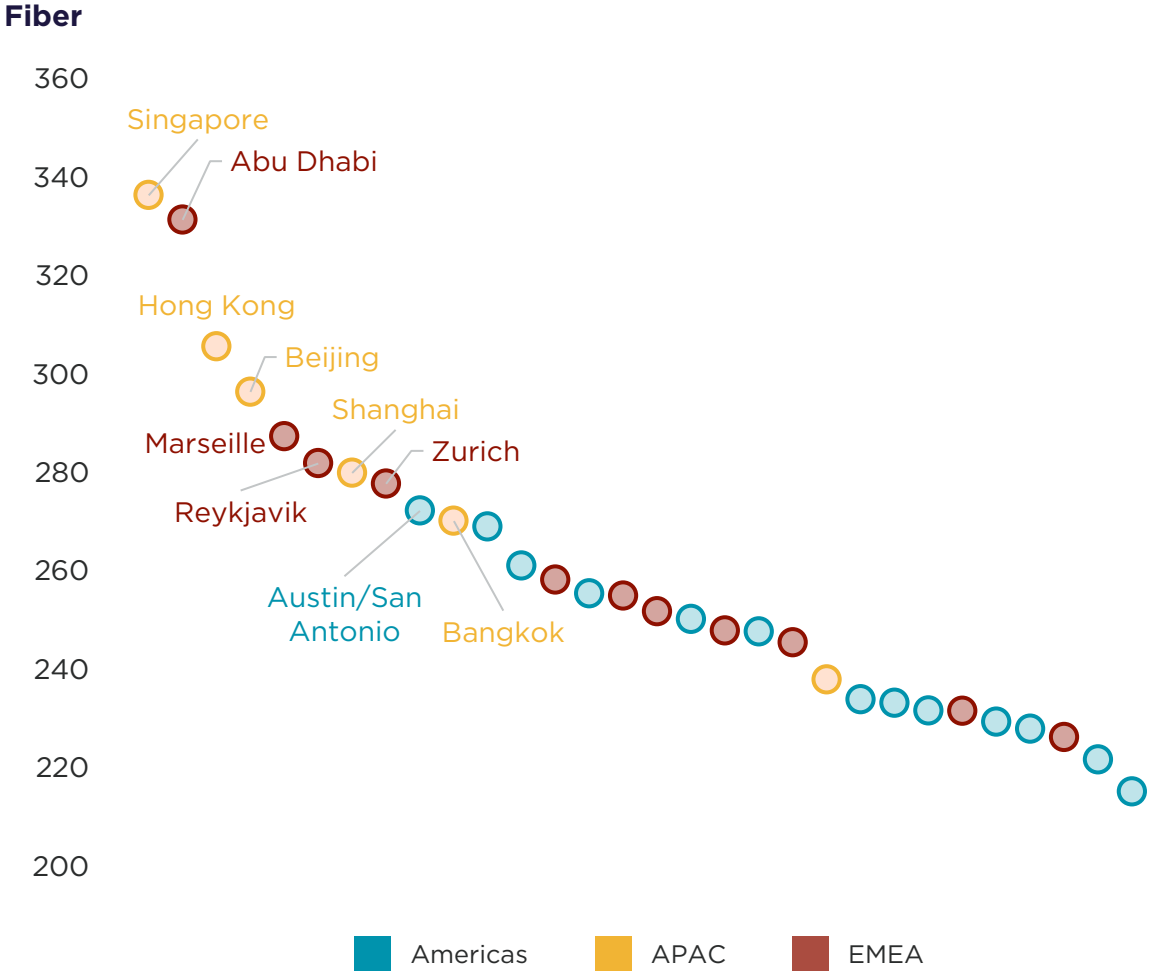 Fiber
360
Singapore
Abu Dhabi
340
320
Hong Kong
Beijing
300
Shanghai
Marseille
Zurich
280
Reykjavik
260
Austin/San
Antonio
Bangkok
240
220
200
Americas
APAC
EMEA